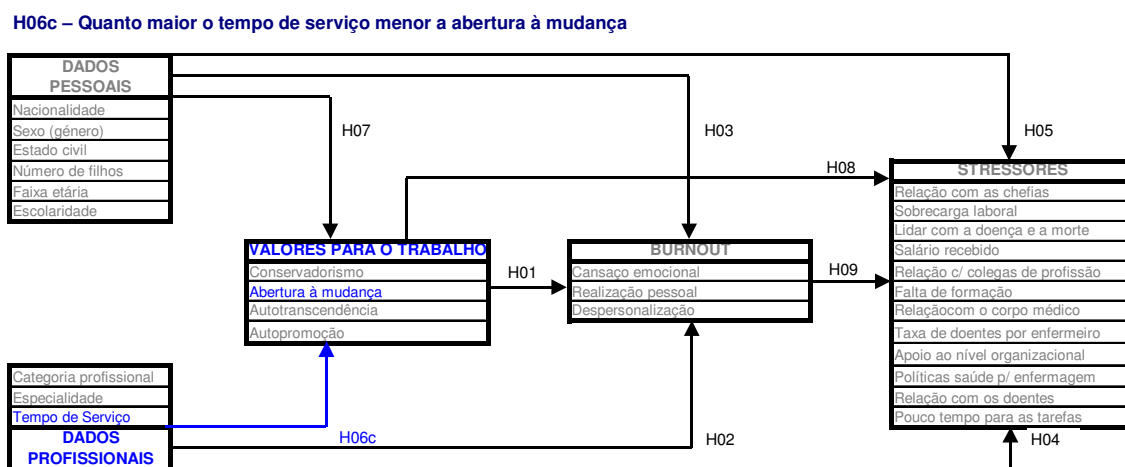 H06c – Quanto maior o tempo de serviço menor a abertura à mudança
DADOS
PESSOAIS
Nacionalidade
Sexo (género)
Estado civil
Número de filhos
Faixa etária
Escolaridade
H07
H03
H05
H08
VALORES PARA O TRABALHO
Conservadorismo
Abertura à mudança
Autotranscendência
Autopromoção
H01
BURNOUT
Cansaço emocional
Realização pessoal
Despersonalização
H09
STRESSORES
Relação com as chefias
Sobrecarga laboral
Lidar com a doença e a morte
Salário recebido
Relação c/ colegas de profissão
Falta de formação
Relaçãocom o corpo médico
Taxa de doentes por enfermeiro
Apoio ao nível organizacional
Políticas saúde p/ enfermagem
Relação com os doentes
Pouco tempo para as tarefas
Categoria profissional
Especialidade
Tempo de Serviço
DADOS
PROFISSIONAIS
H06c
H02
H04